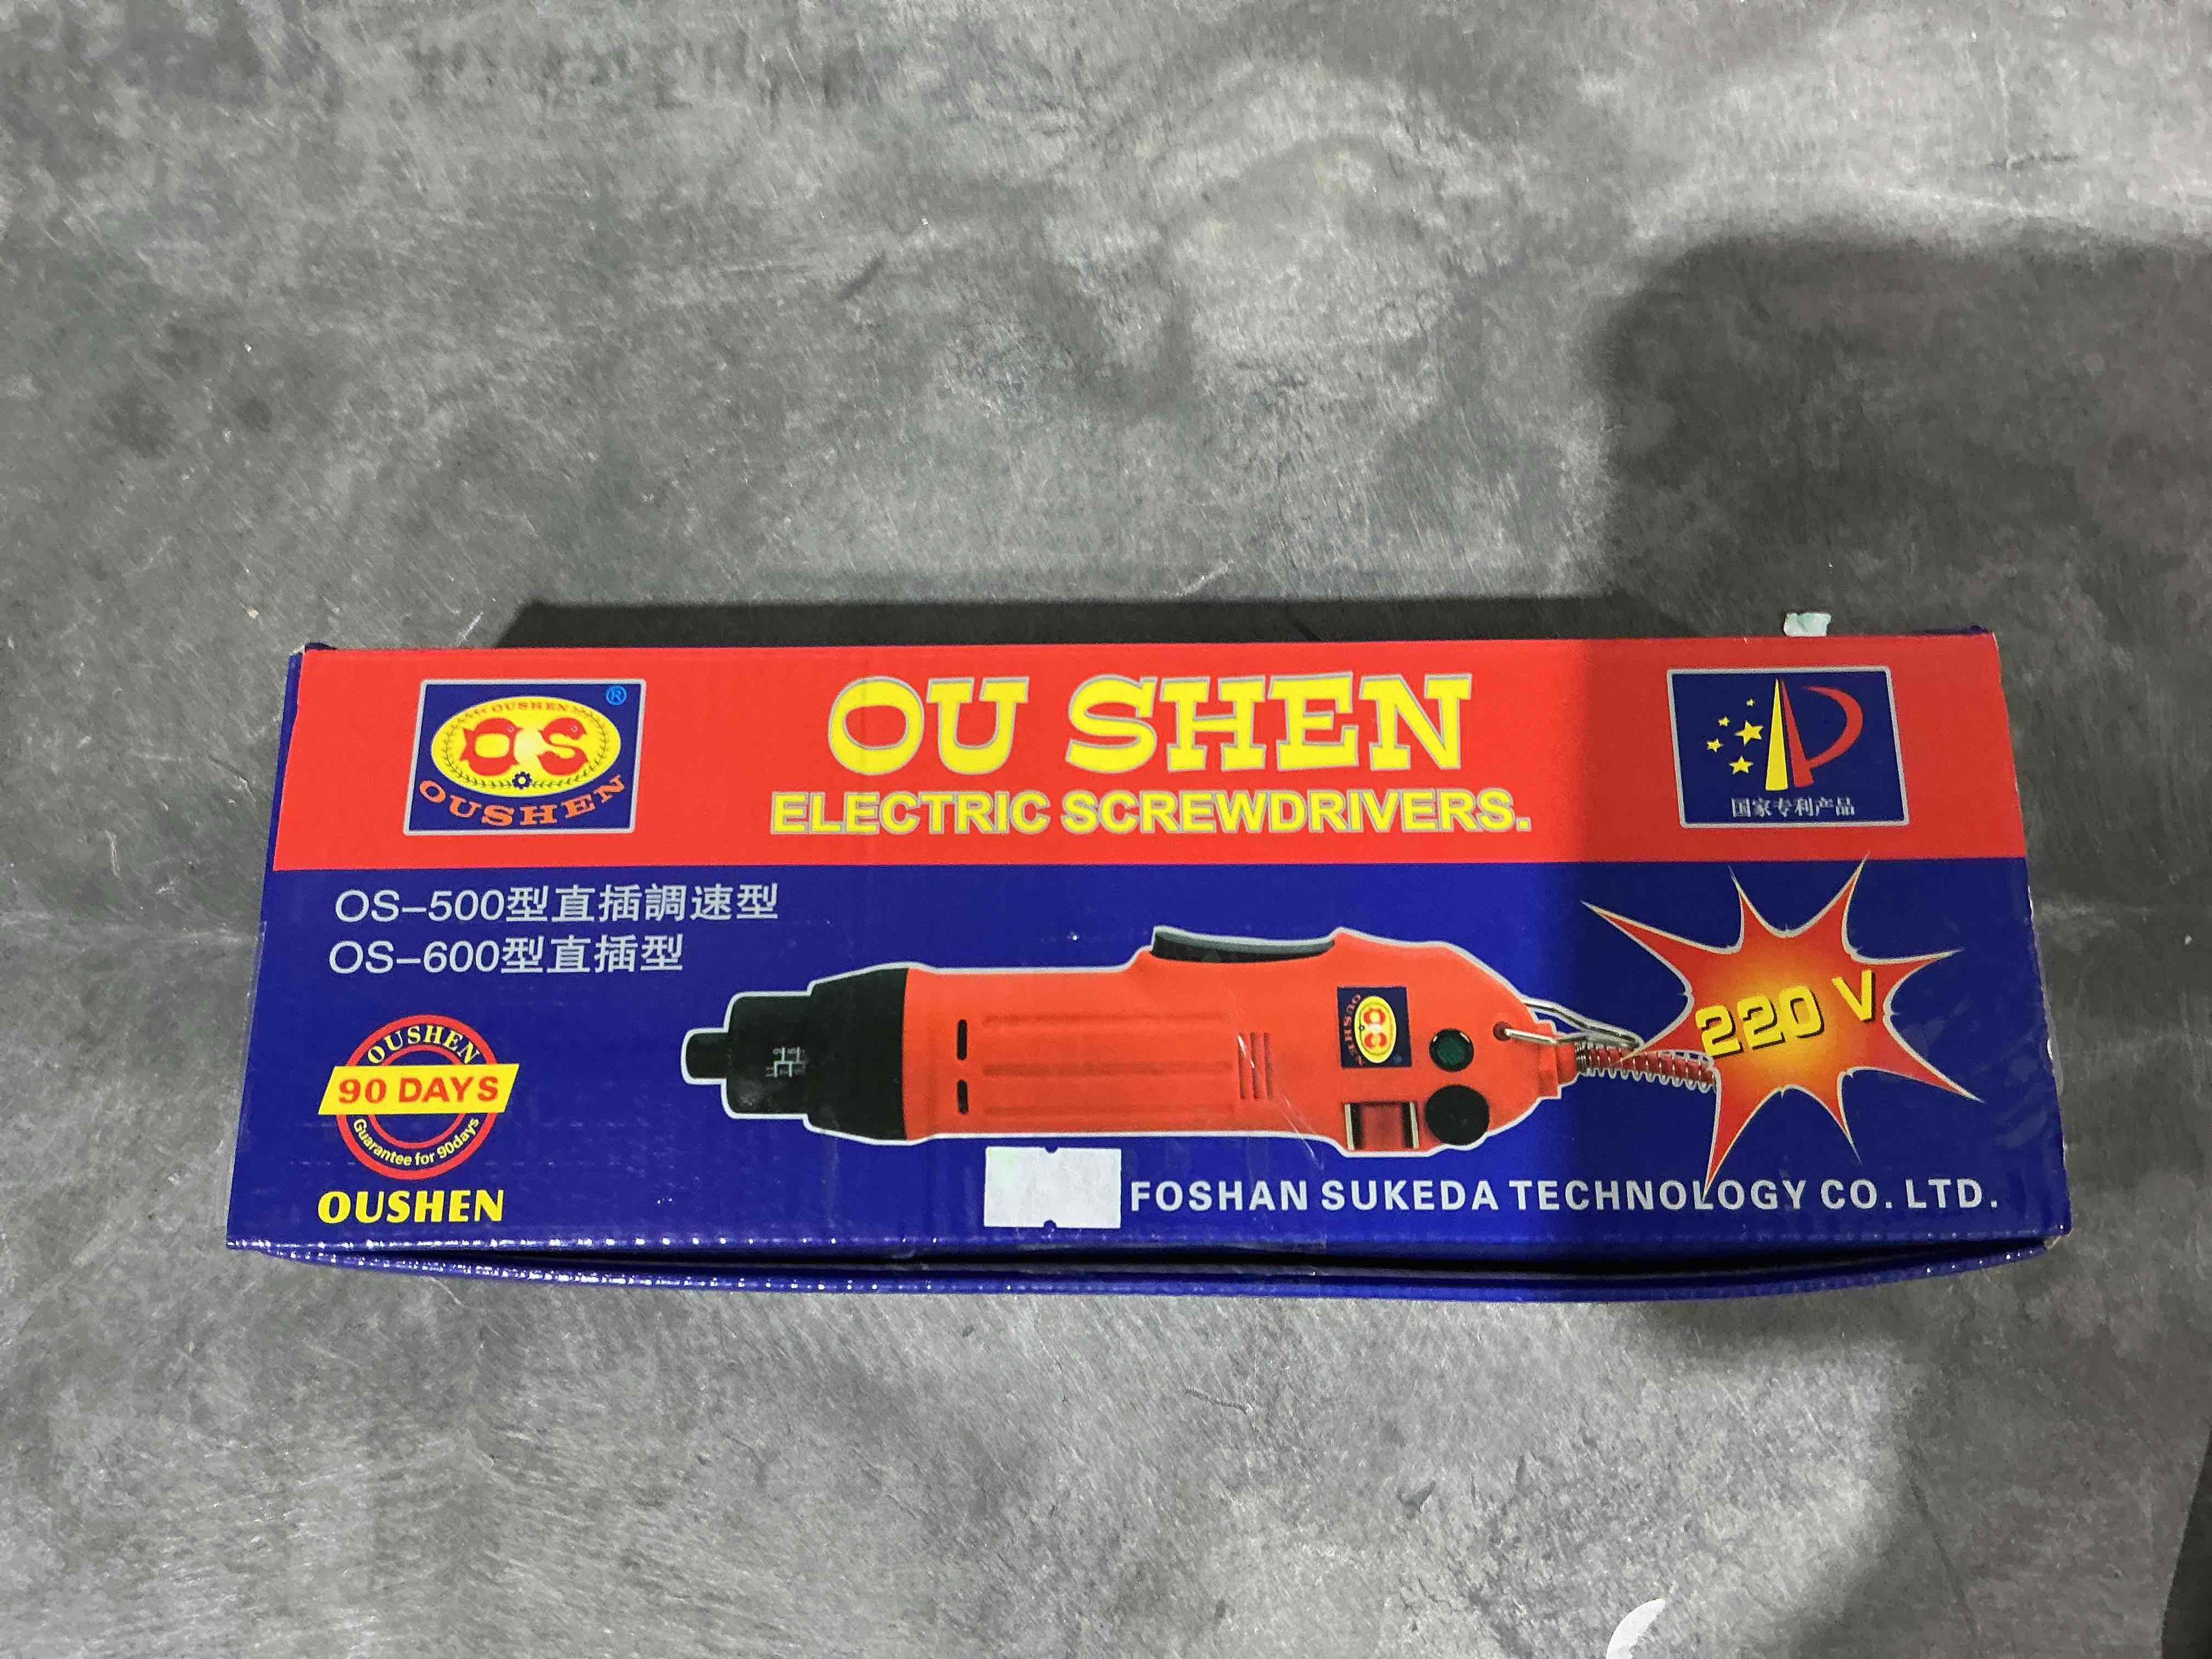 OUSHEN
OS
®
OUSHEN
OU SHEN
ELECTRIC SCREWDRIVERS.
国家专利产品
OS-500型直插調速型
OS-600型直插型
220 V
OS
OUSHEN
OUSHEN
90 DAYS
Guarantee for 90days
OUSHEN
FOSHAN SUKEDA TECHNOLOGY CO. LTD.